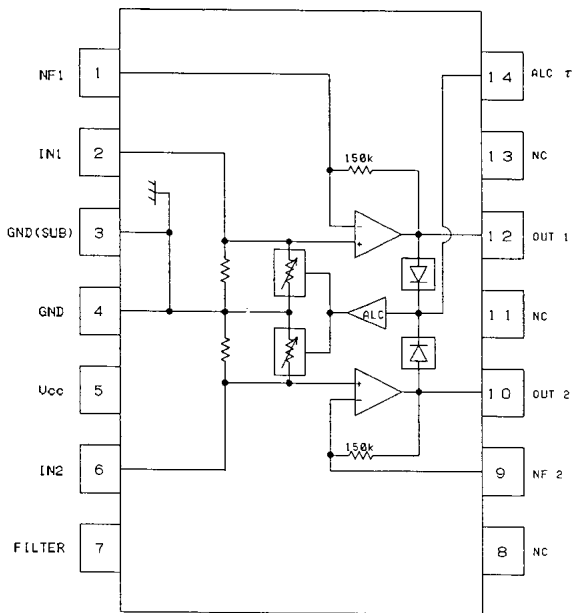 NF1
1
IN1
2
GND(SUB)
3
GND
4
Vcc
5
IN2
6
FILTER
7
150k
-
+
ALC
+
-
150k
14
ALC τ
13
NC
12
OUT 1
11
NC
10
OUT 2
9
NF 2
8
NC